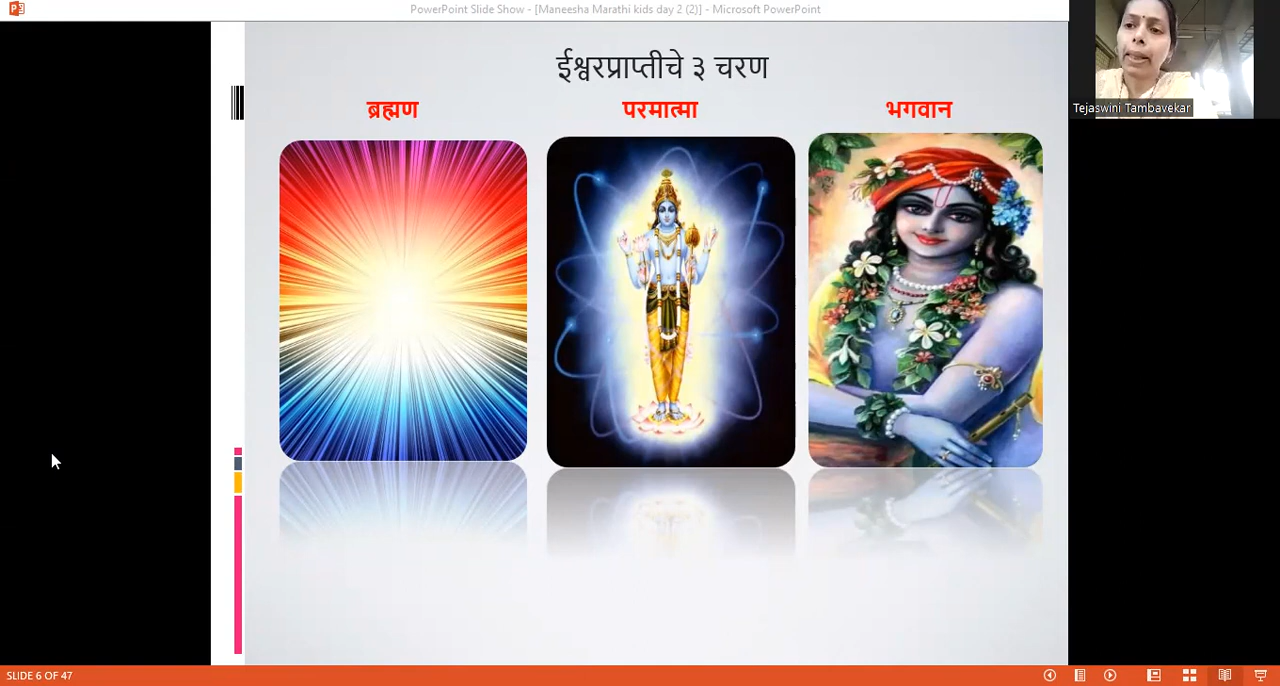 PowerPoint Slide Show - [Maneesha Marathi kids day 2 (2)] - Microsoft PowerPoint
ईश्वरप्राप्तीचे ३ चरण
ब्रह्मण
परमात्मा
भगवान
Tejaswini Tambavekar
SLIDE 6 OF 47